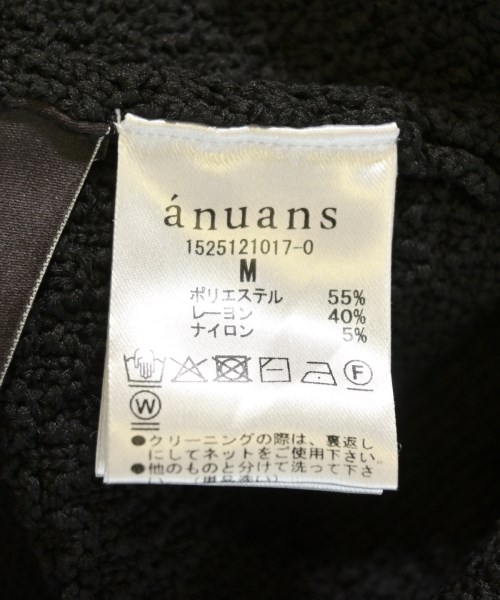 ánuans
1525121017-0
M
ポリエステル 55%
レーヨン 40%
ナイロン 5%
F
W
●クリーニングの際は、裏返し
にしてネットをご使用下さい。
●他のものと分けて洗って下さ
い。